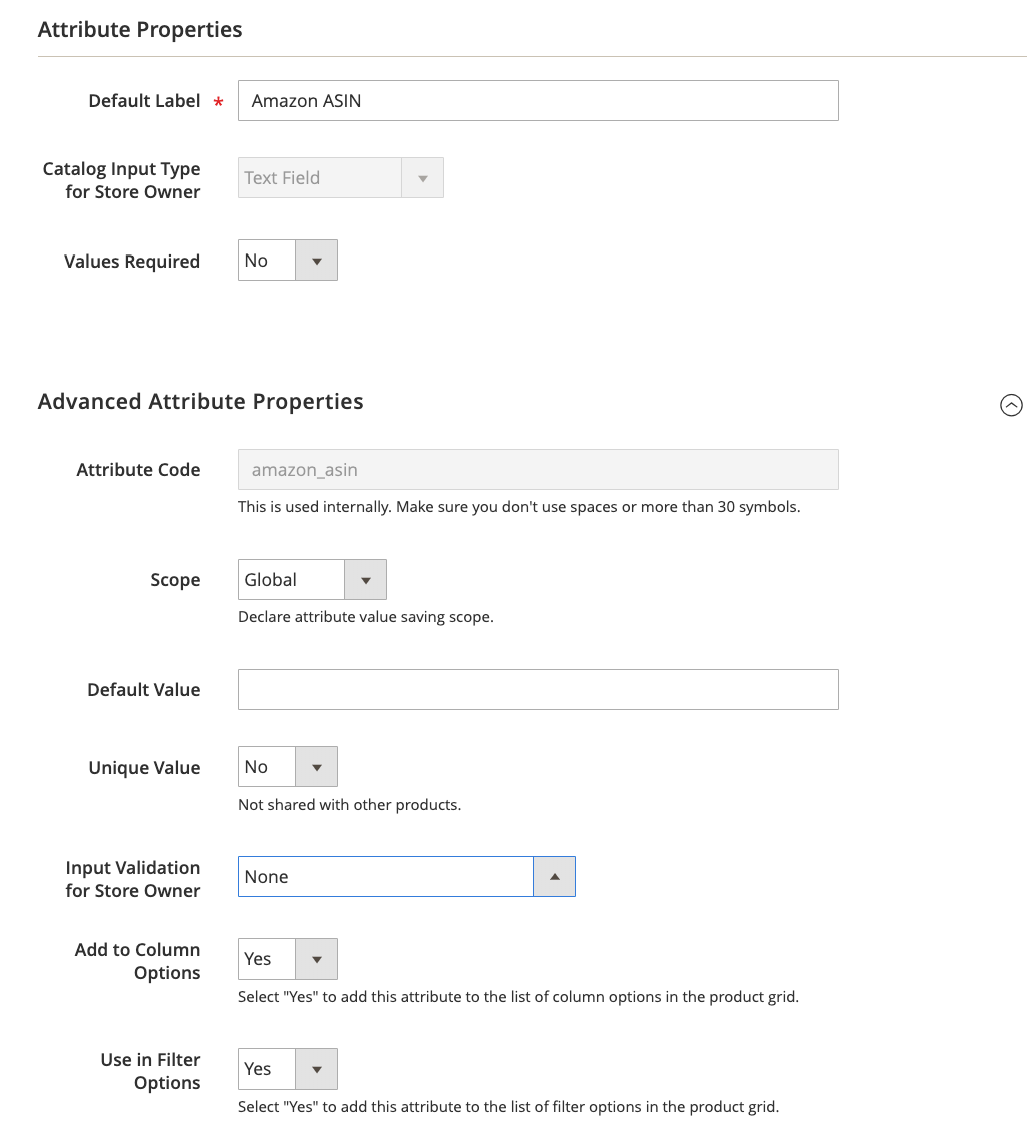 Attribute Properties
Default Label * Amazon ASIN
Catalog Input Type
for Store Owner
Text Field
Values Required No
Advanced Attribute Properties
Attribute Code amazon_asin
This is used internally. Make sure you don't use spaces or more than 30 symbols.
Scope Global
Declare attribute value saving scope.
Default Value
Unique Value No
Not shared with other products.
Input Validation
for Store Owner
None
Add to Column
Options
Yes
Select "Yes" to add this attribute to the list of column options in the product grid.
Use in Filter
Options
Yes
Select "Yes" to add this attribute to the list of filter options in the product grid.